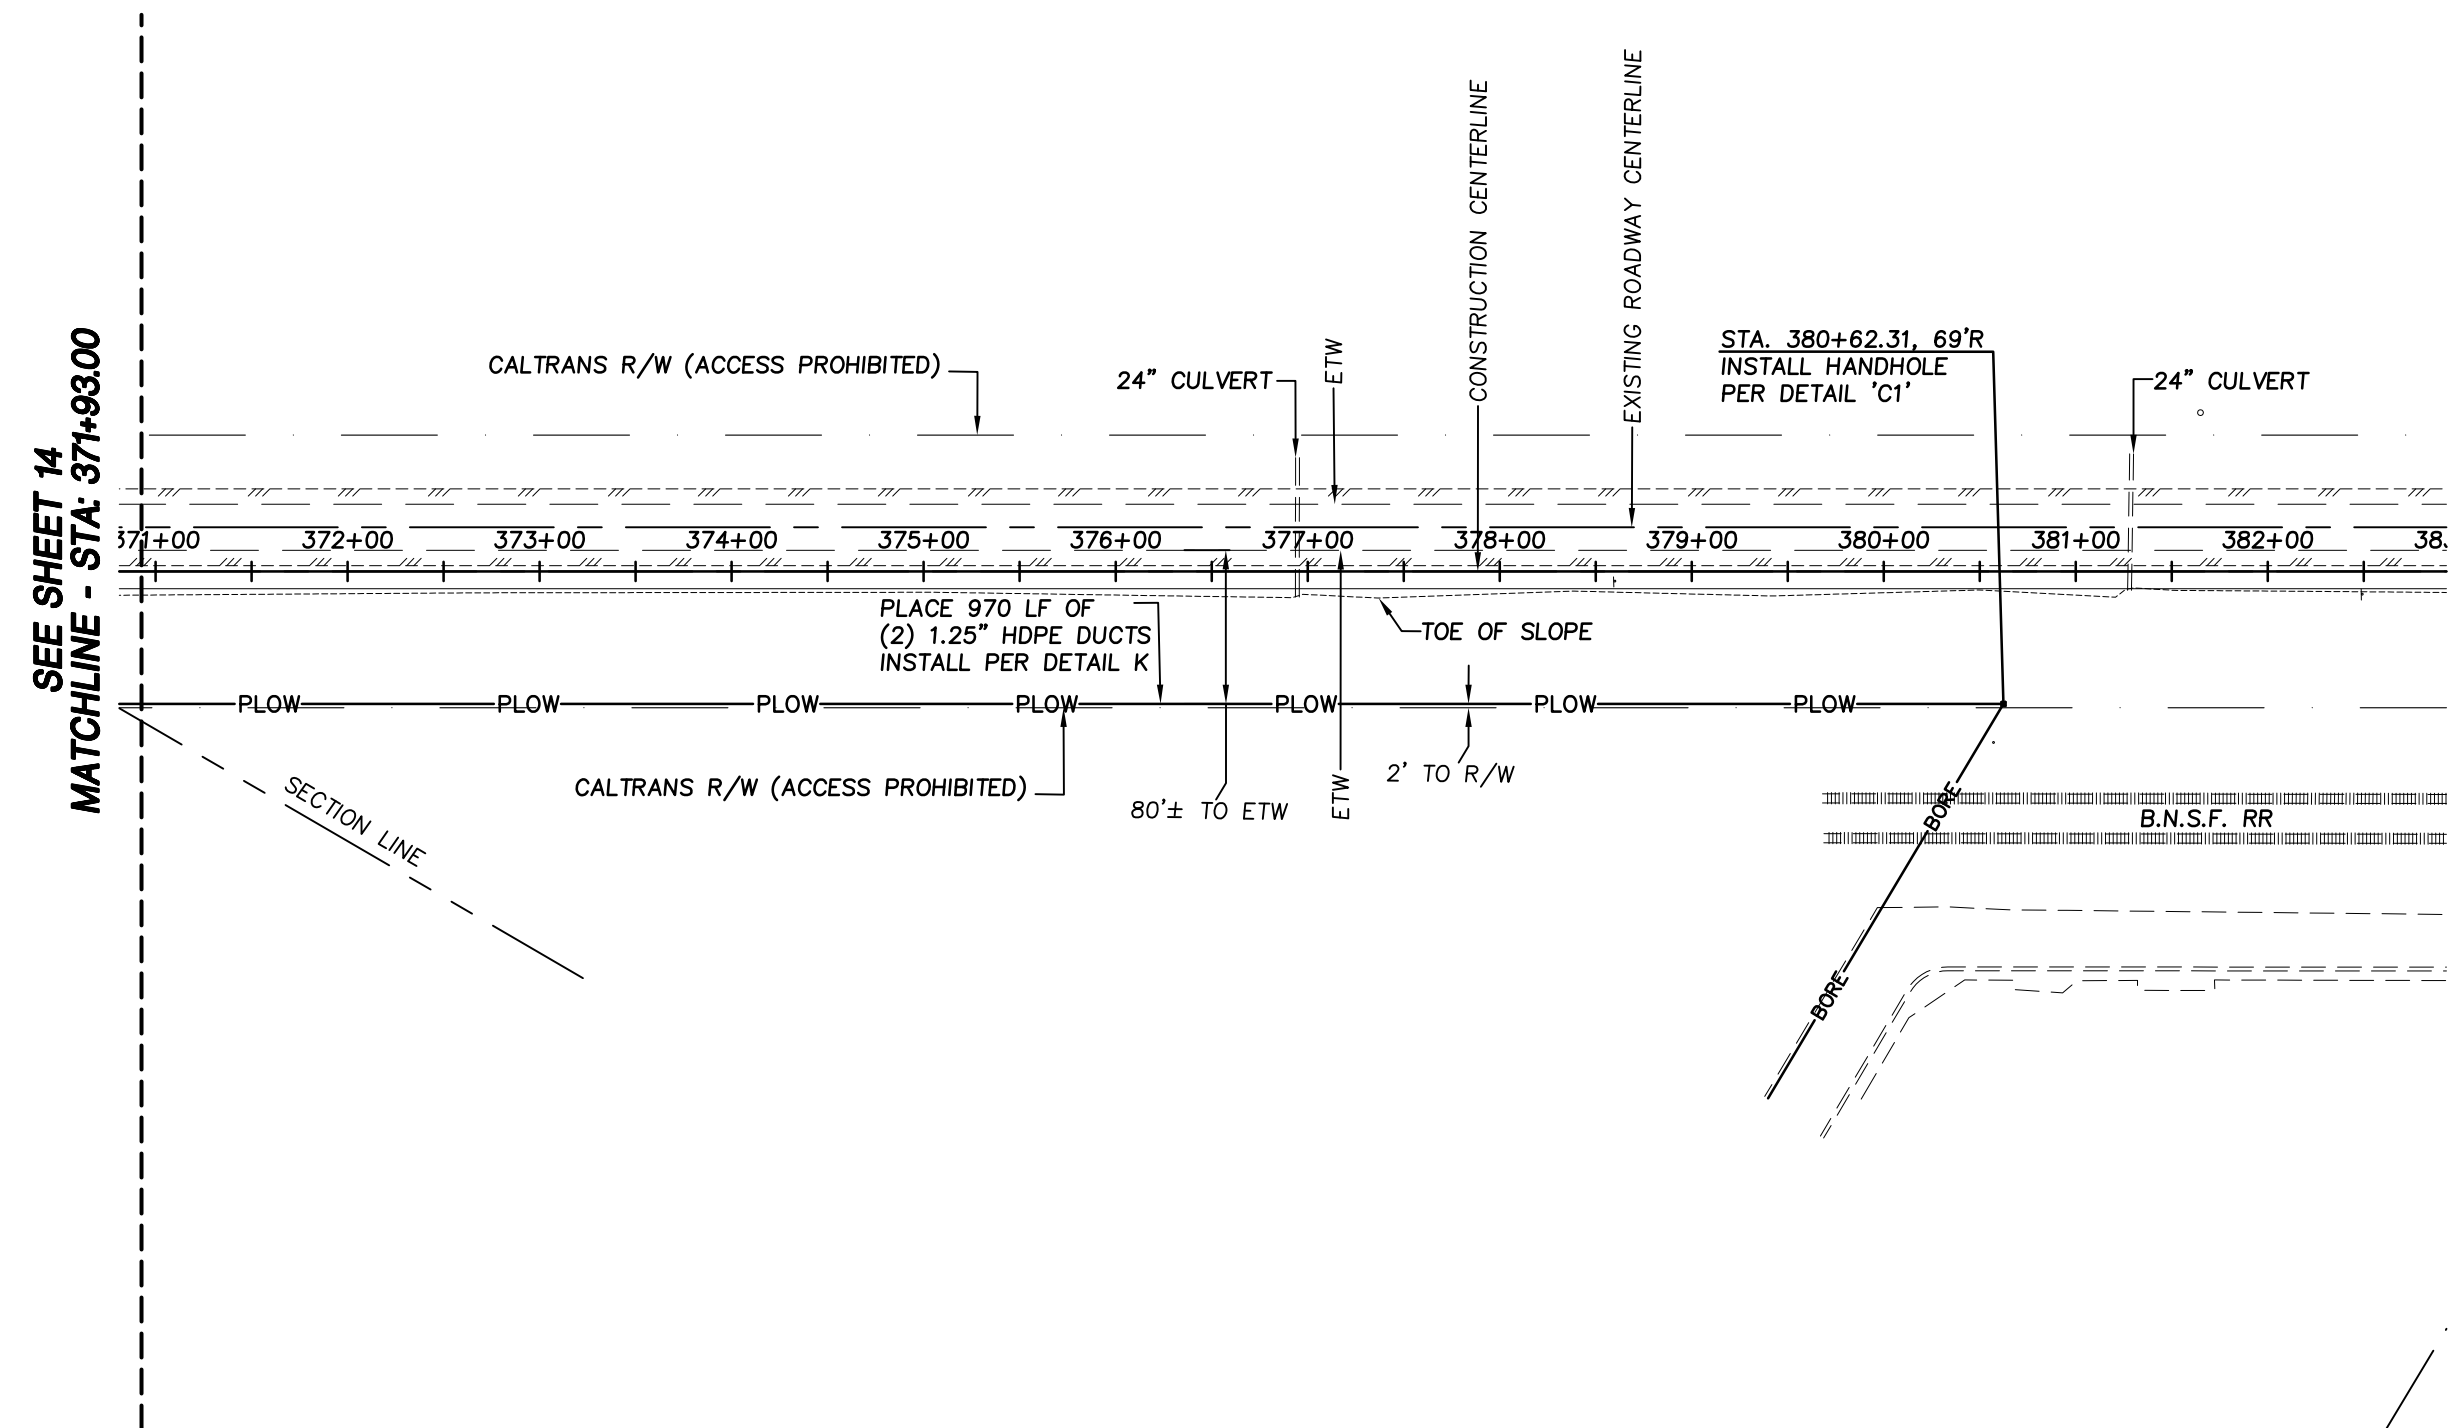 SEE SHEET 14
MATCHLINE - STA: 371+93.00
CALTRANS R/W (ACCESS PROHIBITED)
24" CULVERT
ETW
CONSTRUCTION CENTERLINE
EXISTING ROADWAY CENTERLINE
STA. 380+62.31, 69'R
INSTALL HANDHOLE
PER DETAIL 'C1'
24" CULVERT
371+00 372+00 373+00 374+00 375+00 376+00 377+00 378+00 379+00 380+00 381+00 382+00 383
PLACE 970 LF OF
(2) 1.25" HDPE DUCTS
INSTALL PER DETAIL K
TOE OF SLOPE
PLOW PLOW PLOW PLOW PLOW PLOW PLOW
CALTRANS R/W (ACCESS PROHIBITED)
80'± TO ETW
ETW
2' TO R/W
SECTION LINE
BORE
B.N.S.F. RR
BORE